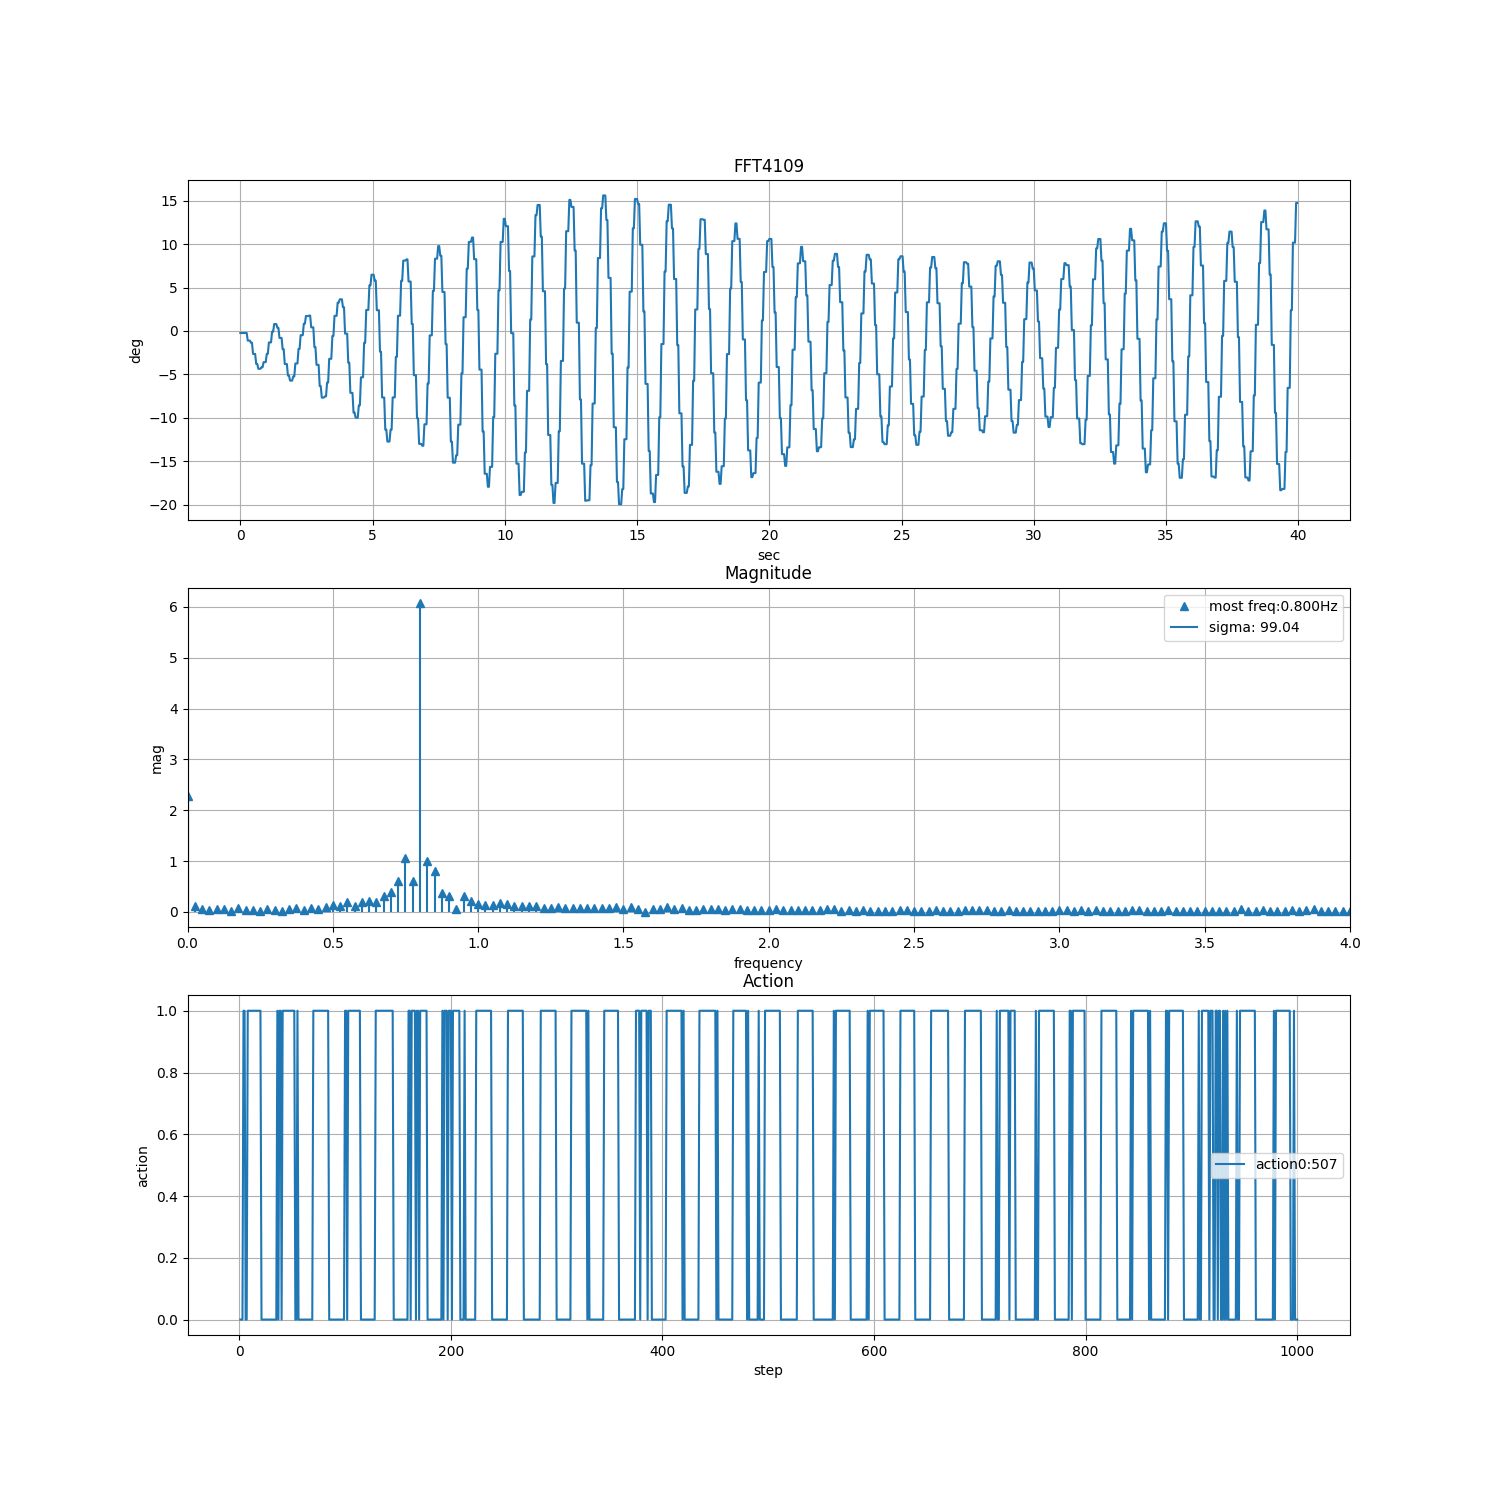 FFT4109
15
10
5
0
−5
−10
−15
−20
deg
0 5 10 15 20 25 30 35 40
sec
Magnitude
6
5
4
3
2
1
0
mag
most freq:0.800Hz
sigma: 99.04
0.0 0.5 1.0 1.5 2.0 2.5 3.0 3.5 4.0
frequency
Action
1.0
0.8
0.6
0.4
0.2
0.0
action
action0:507
0 200 400 600 800 1000
step